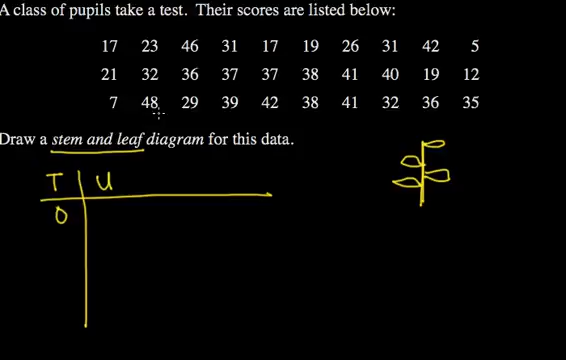 A class of pupils take a test. Their scores are listed below:
17 23 46 31 17 19 26 31 42 5
21 32 36 37 37 38 41 40 19 12
7 48 29 39 42 38 41 32 36 35
Draw a stem and leaf diagram for this data.
T U
0